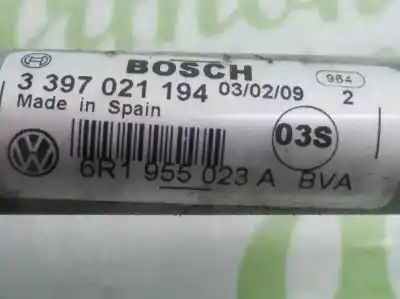 BOSCH
3 397 021 194 03/02/09
964
2
Made in Spain
03S
6R1 955 023 A BVA